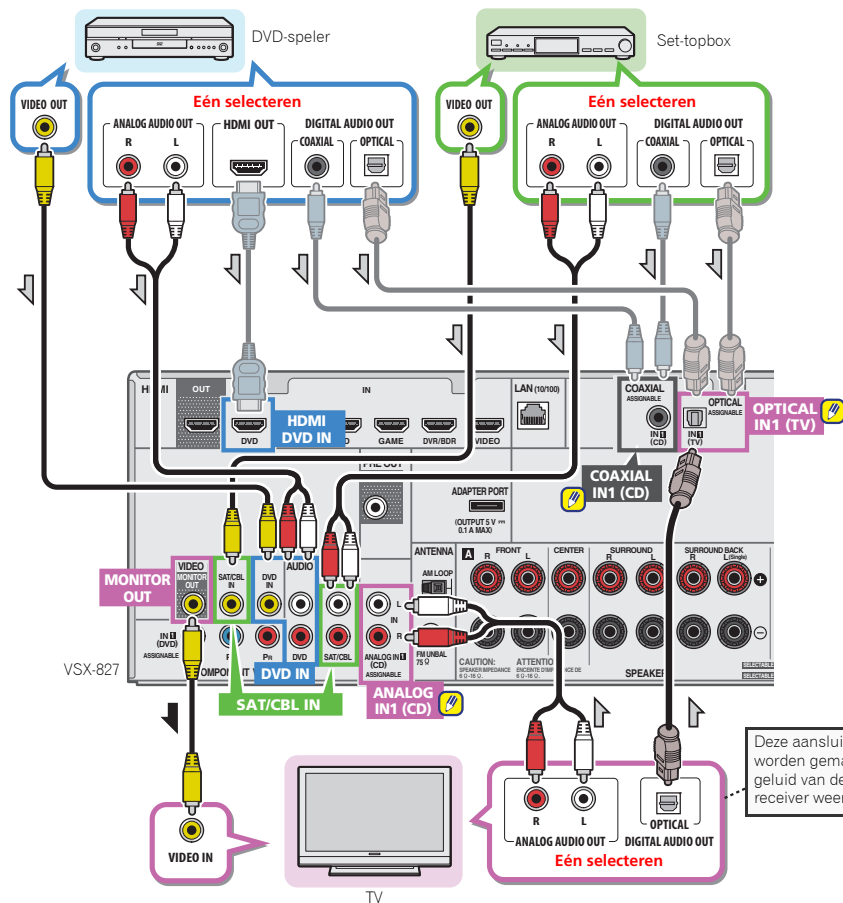 DVD-speler
Set-topbox
VIDEO OUT
Eén selecteren
ANALOG AUDIO OUT
R L
HDMI OUT
DIGITAL AUDIO OUT
COAXIAL
OPTICAL
VIDEO OUT
Eén selecteren
ANALOG AUDIO OUT
R L
DIGITAL AUDIO OUT
COAXIAL
OPTICAL
OUT
IN
LAN (10/100)
COAXIAL
ASSIGNABLE
IN 1
(CD)
OPTICAL
ASSIGNABLE
IN 1
(TV)
OPTICAL
IN1 (TV)
DVD
HDMI
DVD IN
GAME
DVR/BDR
VIDEO
COAXIAL
IN1 (CD)
ADAPTER PORT
(OUTPUT 5 V
0.1 A MAX)
MONITOR
OUT
VIDEO
MONITOR
OUT
SAT/CBL
IN
DVD
IN
AUDIO
ANTENNA
AM LOOP
A
FRONT
R L
CENTER
SURROUND
R L
SURROUND BACK
R L (Single)
L
IN
R
IN 1
(DVD)
ASSIGNABLE
PR
DVD
SAT/CBL
ANALOG IN 1
(CD)
ASSIGNABLE
FM UNBAL
75 Ω
CAUTION:
SPEAKER IMPEDANCE
6 Ω-16 Ω.
SELECTABLE
SELECTABLE
VSX-827
DVD IN
SAT/CBL IN
ANALOG
IN1 (CD)
R L
ANALOG AUDIO OUT
OPTICAL
DIGITAL AUDIO OUT
Eén selecteren
Deze
worden
geluid van
receiver
VIDEO IN
TV